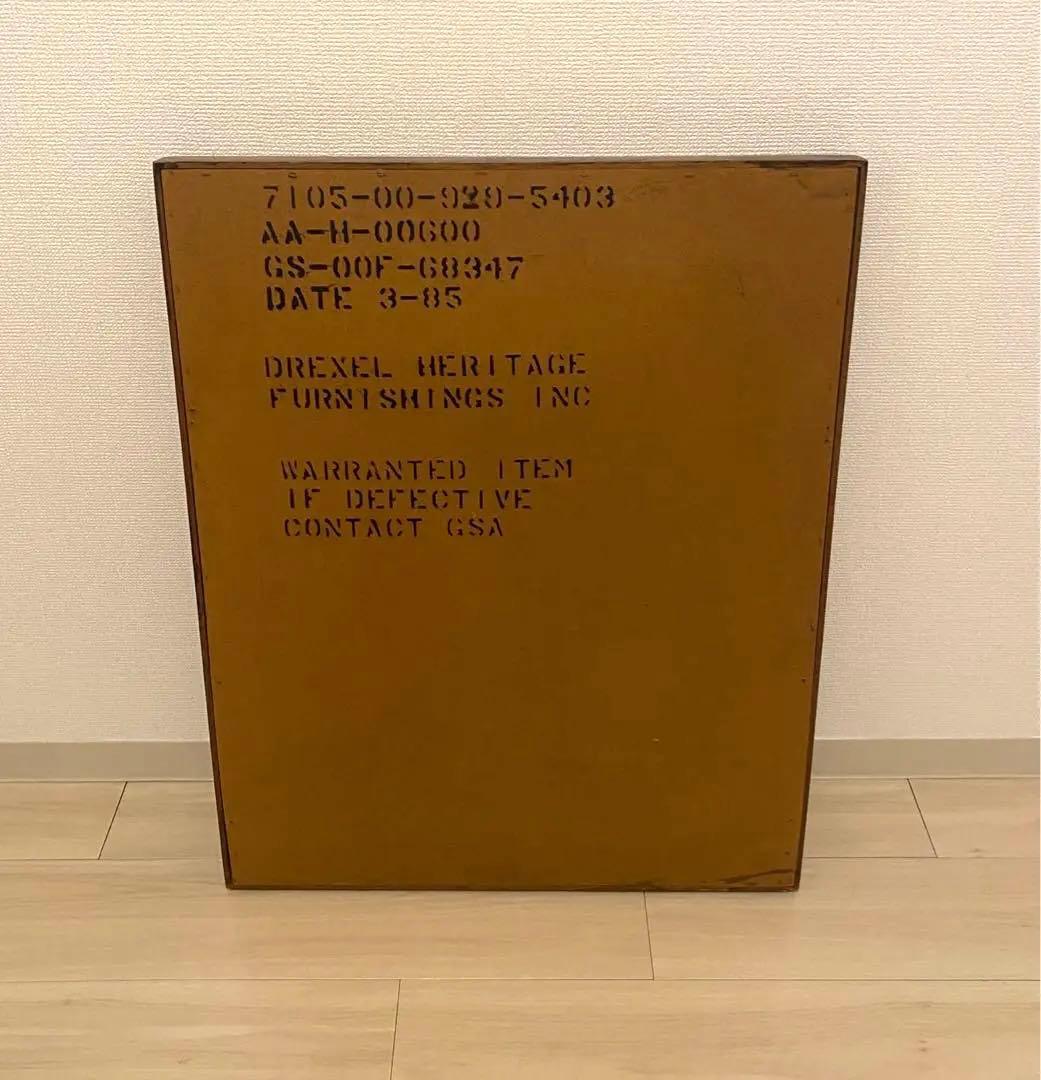 7105-00-929-5403
AA-H-00600
GS-00F-68347
DATE 3-85
DREXEL HERITAGE
FURNISHINGS INC
WARRANTED ITEM
IF DEFECTIVE
CONTACT GSA